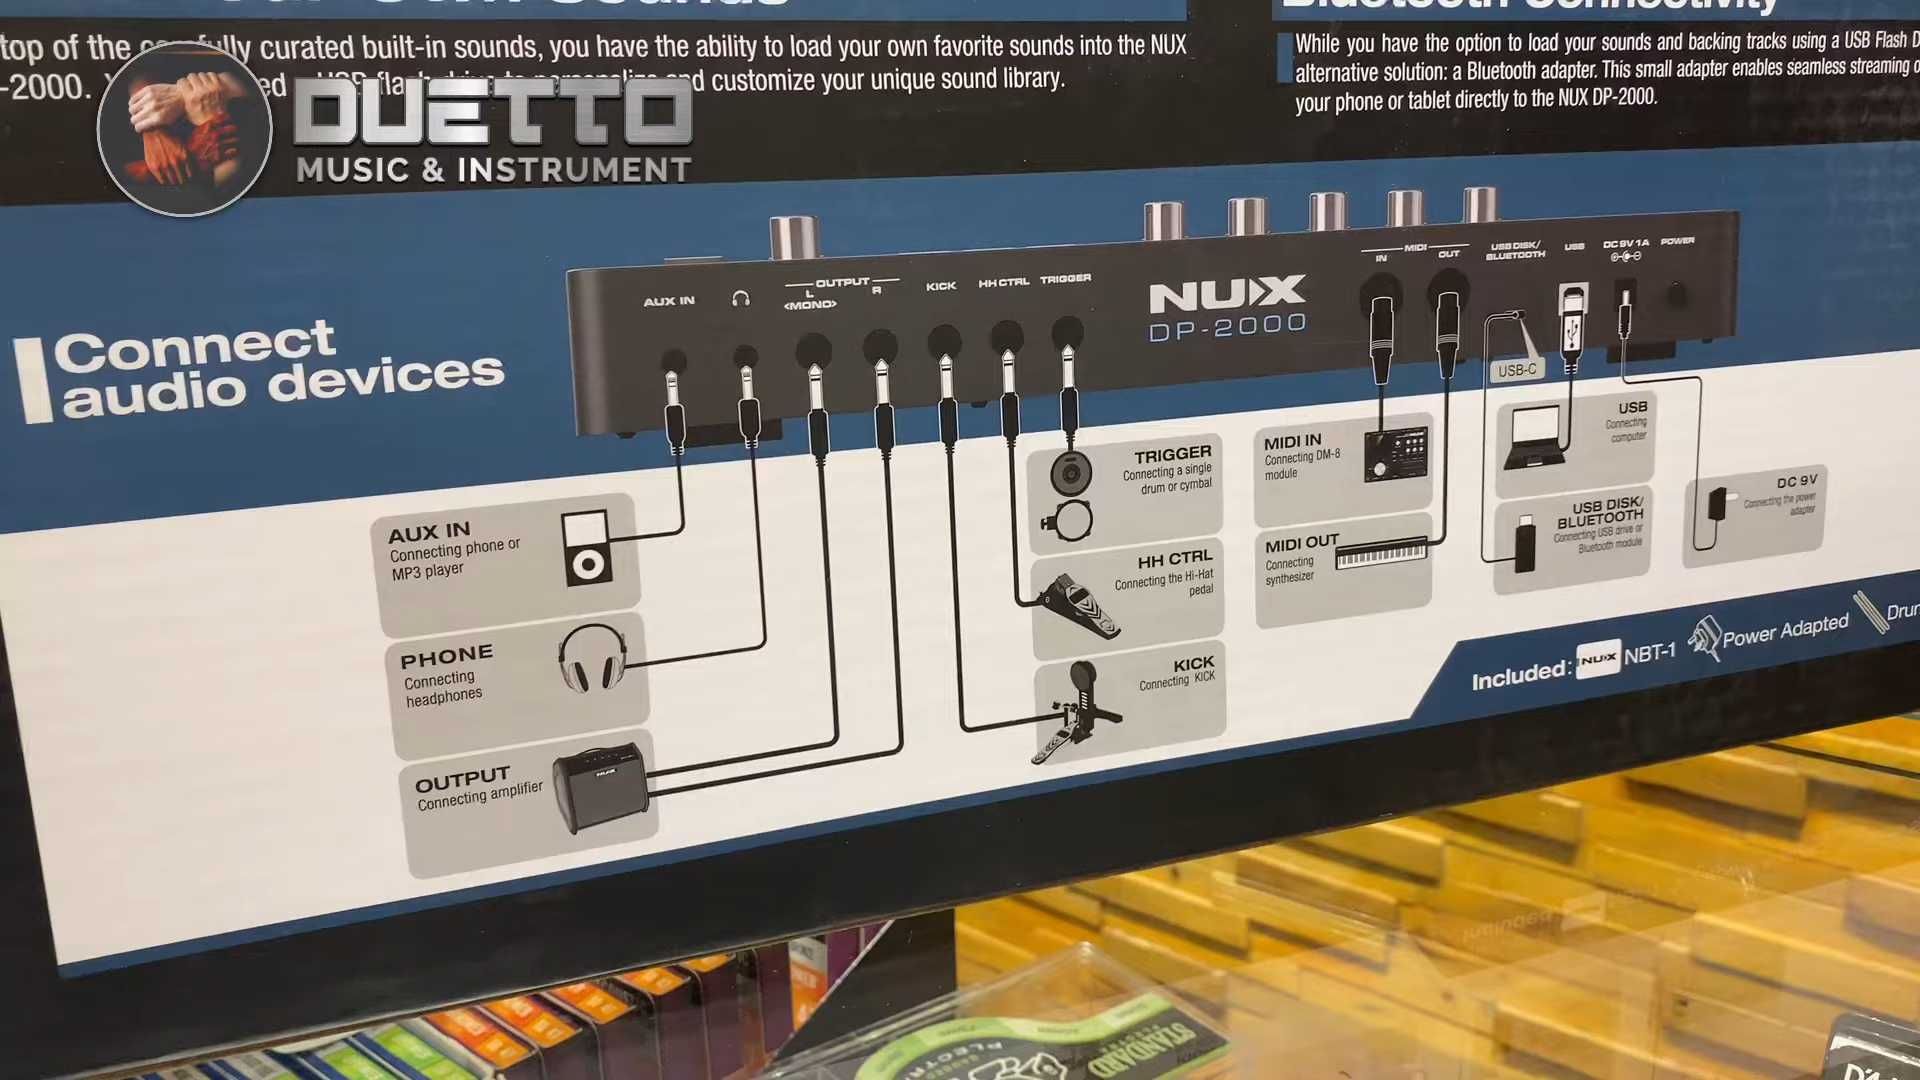 top of the carefully curated built-in sounds, you have the ability to load your own favorite sounds into the NUX
-2000.
customize your unique sound library.
Bluetooth Connectivity
While you have the option to load your sounds and backing tracks using a USB Flash D
alternative solution: a Bluetooth adapter. This small adapter enables seamless streaming o
your phone or tablet directly to the NUX DP-2000.
DUETTO
MUSIC & INSTRUMENT
Connect
audio devices
AUX IN
OUTPUT
L
R
<MONO>
KICK
HH CTRL
TRIGGER
NUX
DP-2000
MIDI
IN
OUT
USB DISK/
BLUETOOTH
USB
DC 9V 1A
POWER
USB-C
AUX IN
Connecting phone or
MP3 player
PHONE
Connecting
headphones
OUTPUT
Connecting amplifier
NUX
TRIGGER
Connecting a single
drum or cymbal
HH CTRL
Connecting the Hi-Hat
pedal
KICK
Connecting KICK
MIDI IN
Connecting DM-8
module
MIDI OUT
Connecting
synthesizer
USB
Connecting
computer
USB DISK/
BLUETOOTH
Connecting USB drive or
Bluetooth module
DC 9V
Connecting the power
adapter
Included: NUX NBT-1 Power Adapted Drum
STANDARD